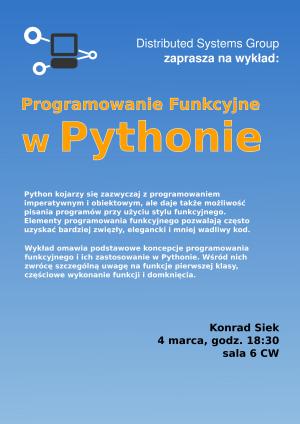 Distributed Systems Group
zaprasza na wykład:
Programowanie Funkcyjne
w Pythonie
Python kojarzy się zazwyczaj z programowaniem
imperatywnym i obiektowym, ale daje także możliwość
pisania programów przy użyciu stylu funkcyjnego.
Elementy programowania funkcyjnego pozwalają często
uzyskać bardziej zwięzły, elegancki i mniej wadliwy kod.
Wykład omawia podstawowe koncepcje programowania
funkcyjnego i ich zastosowanie w Pythonie. Wśród nich
zwrócę szczególną uwagę na funkcje pierwszej klasy,
częściowe wykonanie funkcji i domknięcia.
Konrad Siek
4 marca, godz. 18:30
sala 6 CW